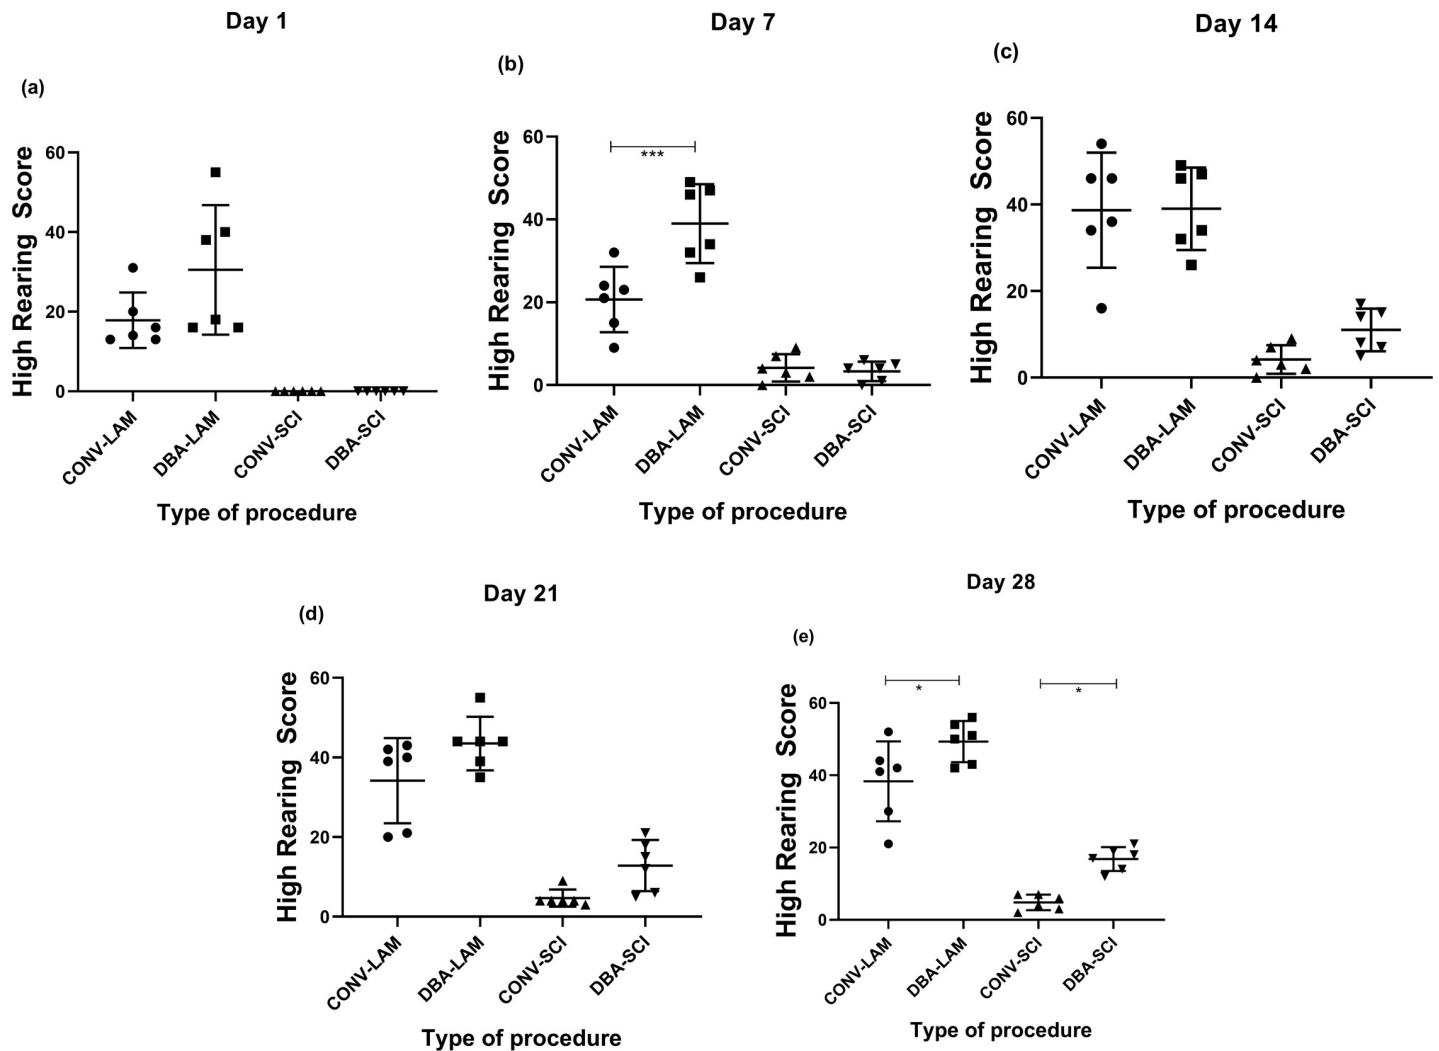 Day 1
(a)
High Rearing Score
60
40
20
0
CONV-LAM
DBA-LAM
CONV-SCI
DBA-SCI
Type of procedure
Day 7
(b)
High Rearing Score
60
40
20
0
***
CONV-LAM
DBA-LAM
CONV-SCI
DBA-SCI
Type of procedure
Day 14
(c)
High Rearing Score
60
40
20
0
CONV-LAM
DBA-LAM
CONV-SCI
DBA-SCI
Type of procedure
Day 21
(d)
High Rearing Score
60
40
20
0
CONV-LAM
DBA-LAM
CONV-SCI
DBA-SCI
Type of procedure
Day 28
(e)
High Rearing Score
60
40
20
0
*
*
CONV-LAM
DBA-LAM
CONV-SCI
DBA-SCI
Type of procedure